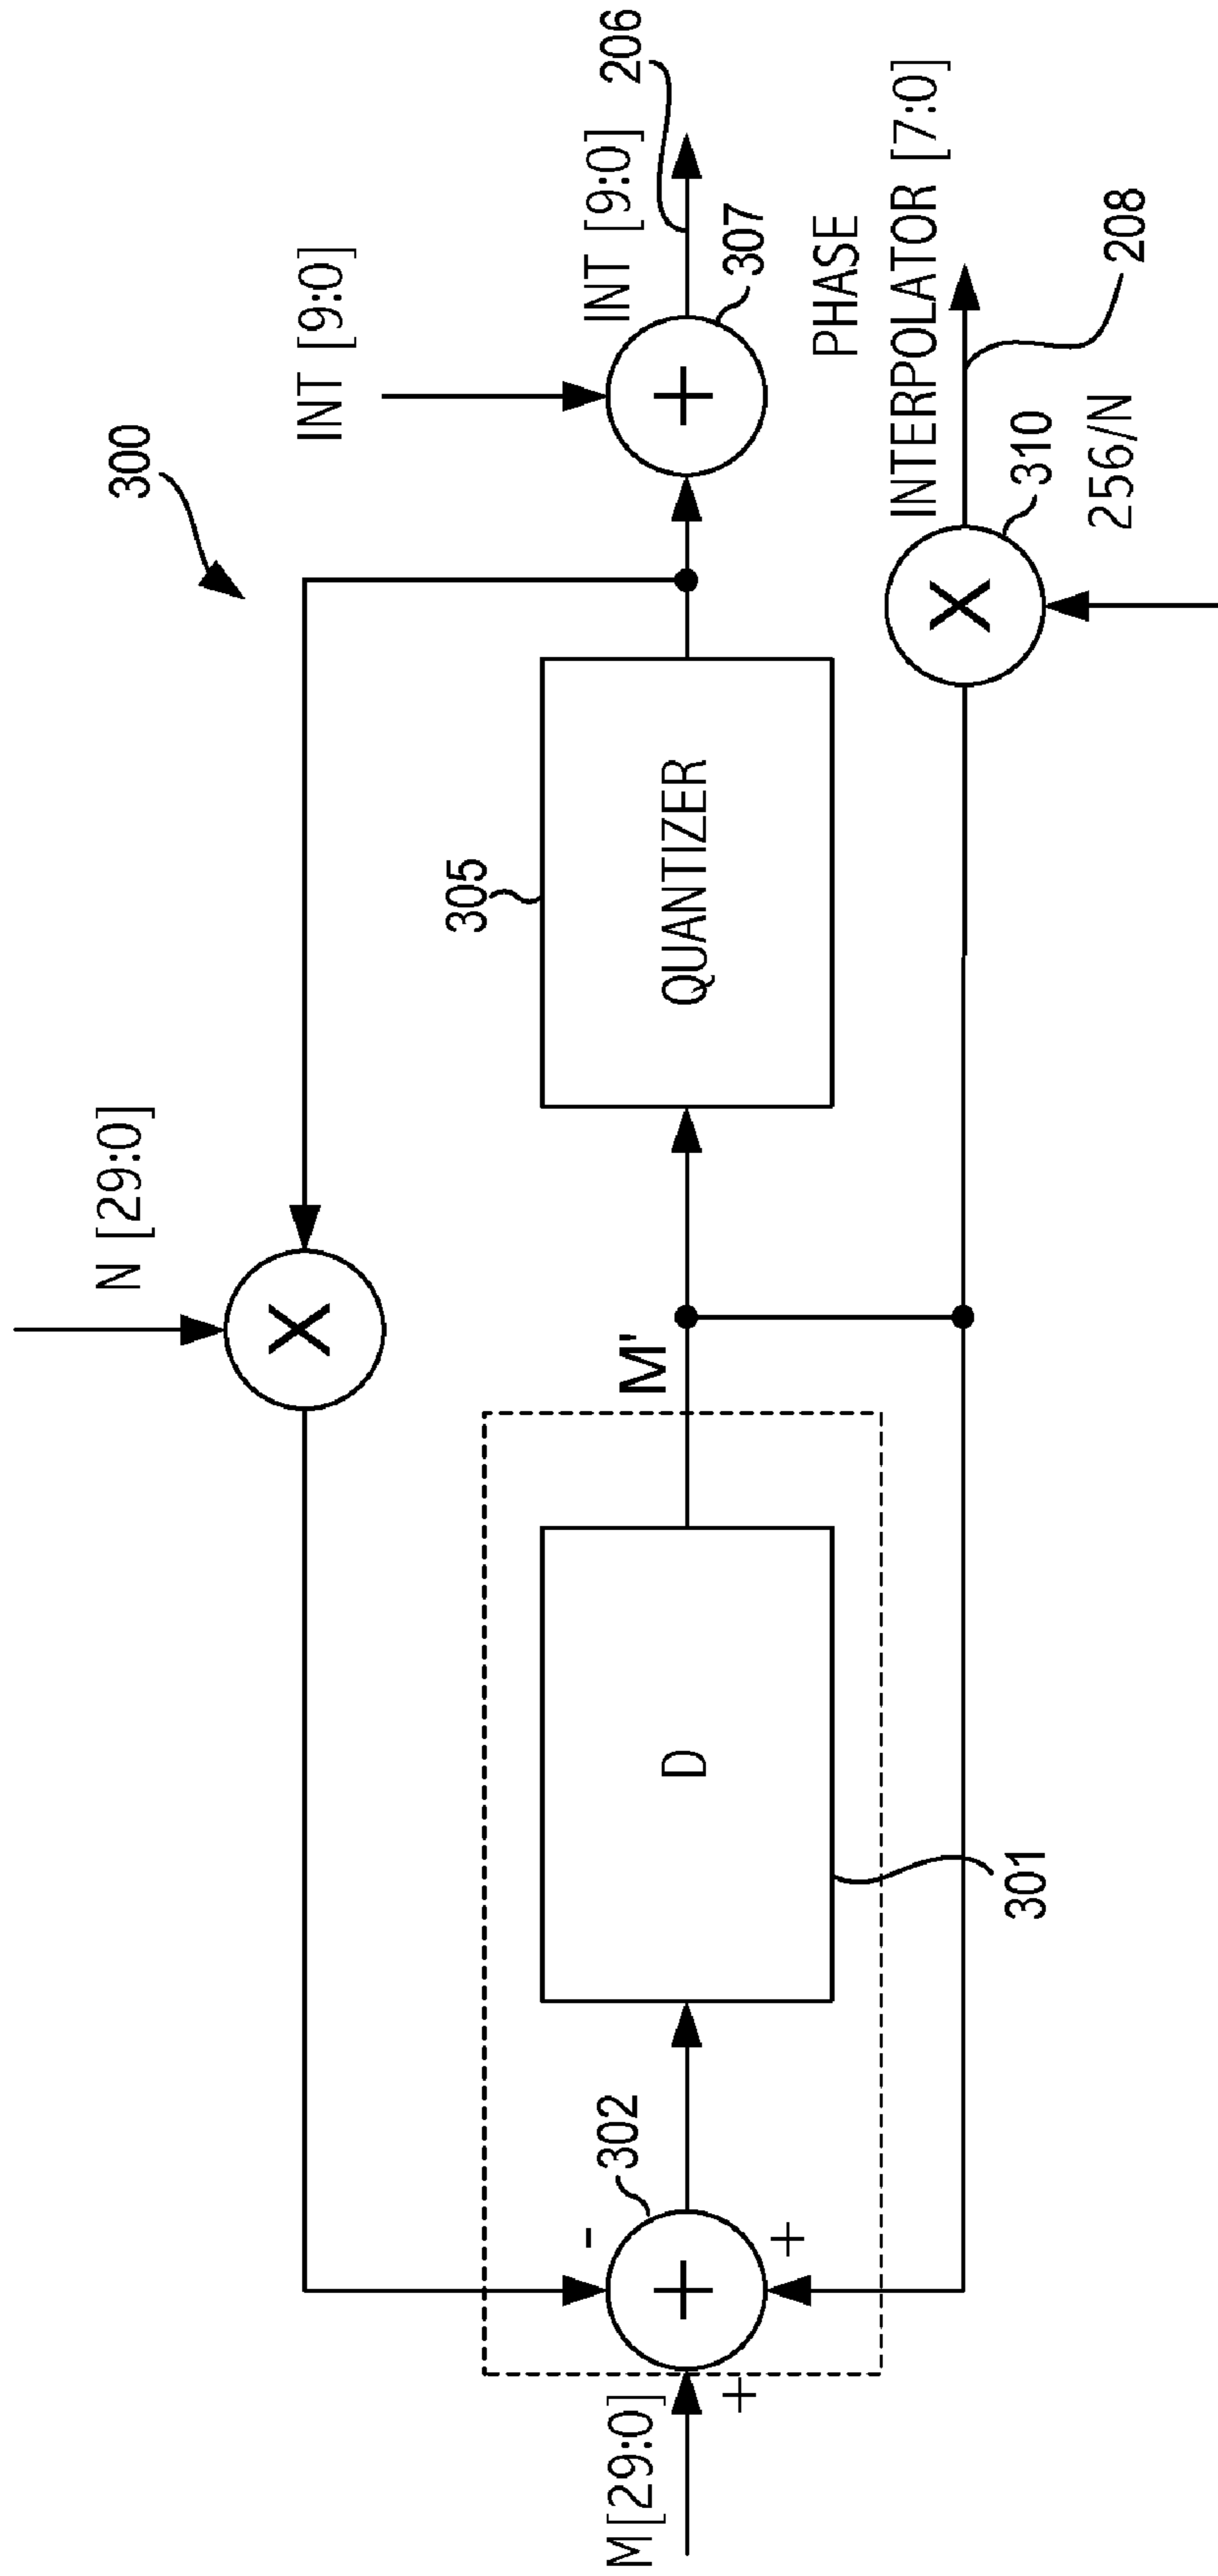 300
N [29:0]
INT [9:0]
INT [9:0]
206
X
305
M'
302
-
M[29:0]
+
+
+
D
QUANTIZER
+
307
301
PHASE
INTERPOLATOR [7:0]
X
310
208
256/N